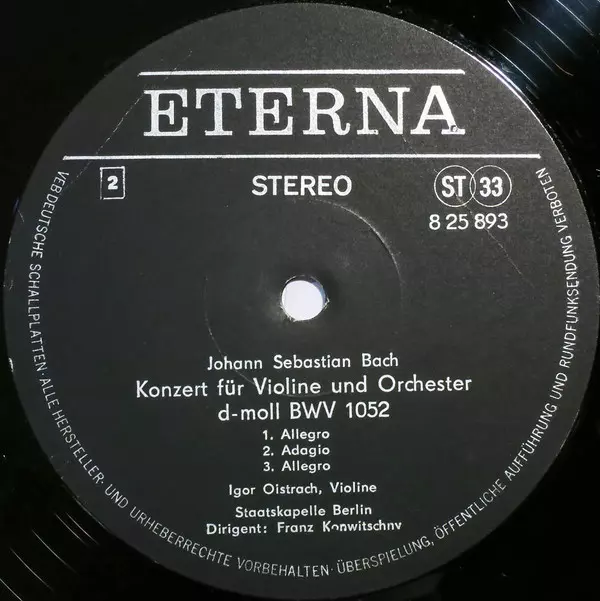 ETERNA
2 STEREO ST 33
8 25 893
Johann Sebastian Bach
Konzert für Violine und Orchester
d-moll BWV 1052
1. Allegro
2. Adagio
3. Allegro
Igor Oistrach, Violine
Staatskapelle Berlin
Dirigent: Franz Konwitschny
VEB DEUTSCHE SCHALLPLATTEN · ALLE HERSTELLER- UND URHEBERRECHTE VORBEHALTEN · ÜBERSPIELUNG, ÖFFENTLICHE AUFFÜHRUNG UND RUNDFUNKSENDUNG VERBOTEN